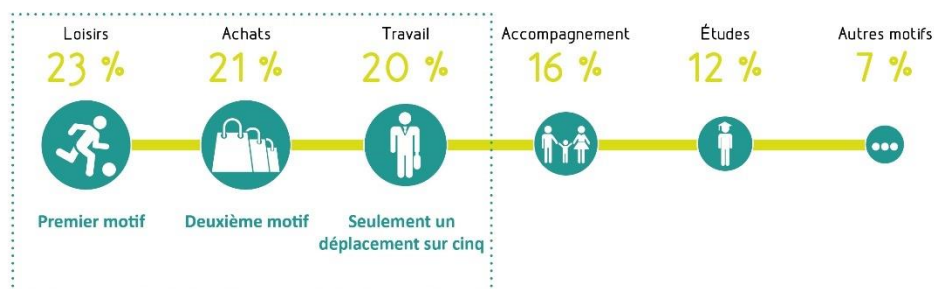 Loisirs
Achats
Travail
Accompagnement
Études
Autres motifs
23 %
21 %
20 %
16 %
12 %
7 %
Premier motif
Deuxième motif
Seulement un
déplacement sur cinq